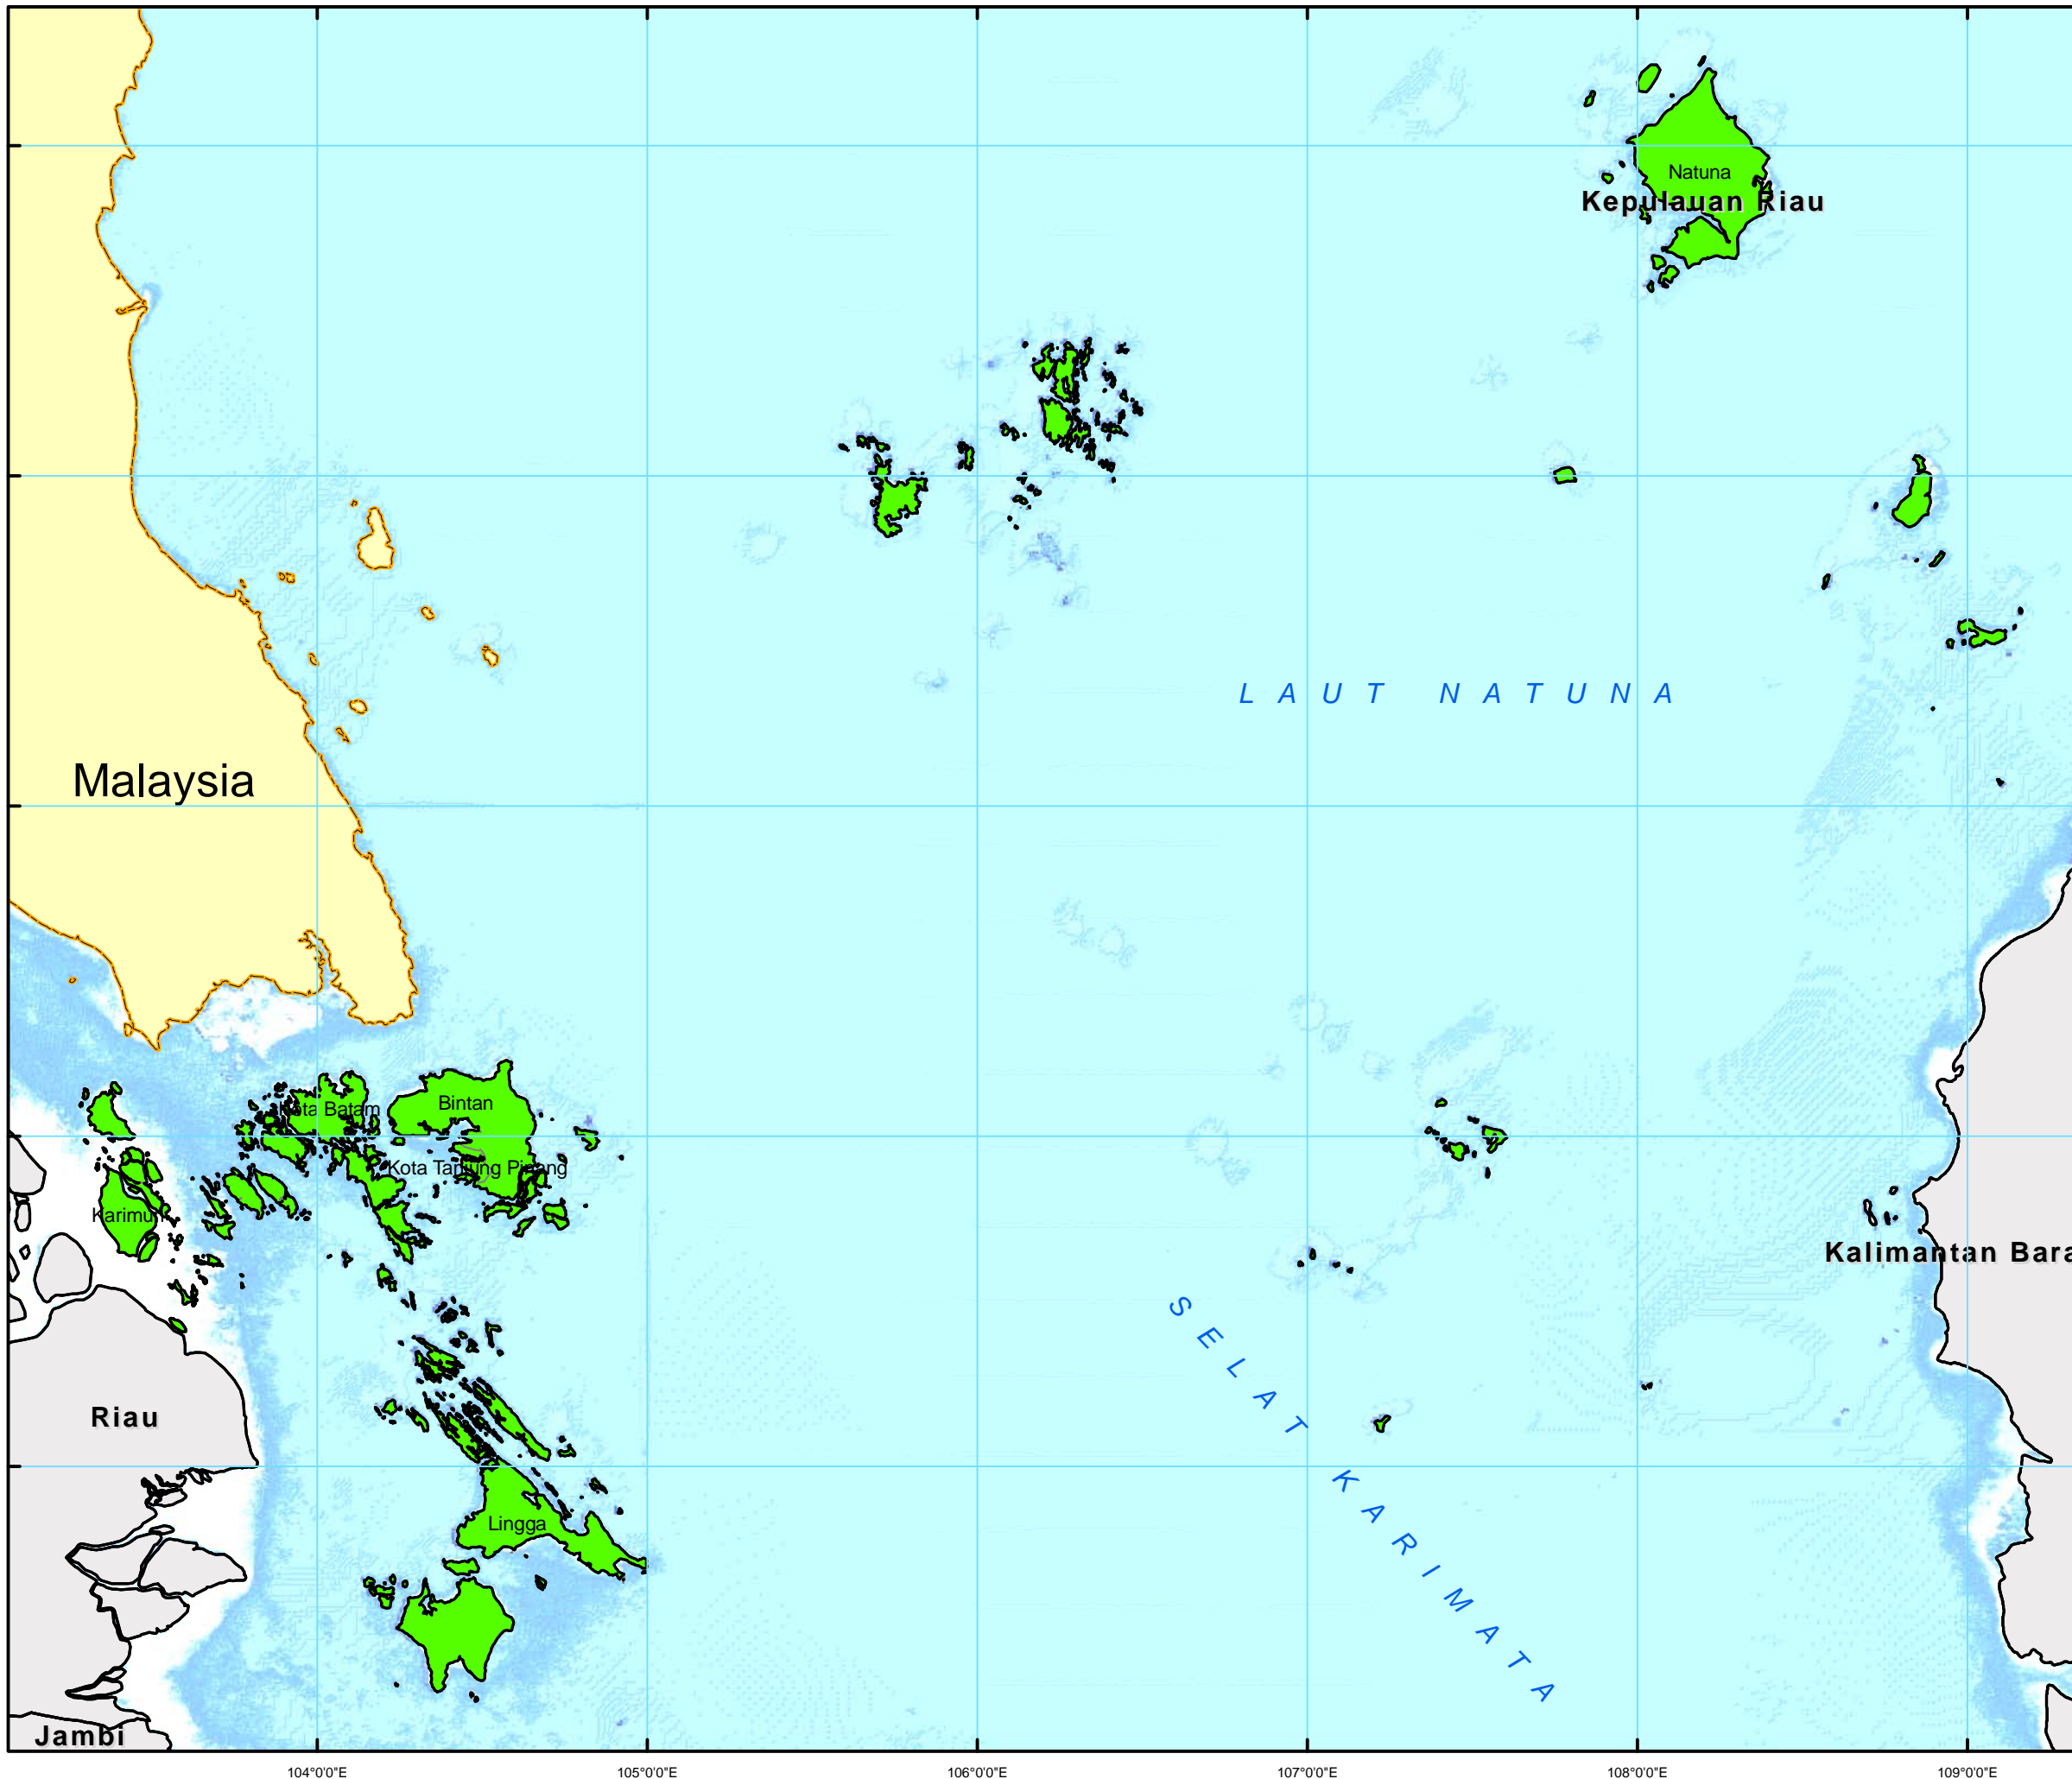 Natuna
Kepulauan Riau
LAUT NATUNA
Malaysia
Kota Batam
Bintan
Kota Tanjung Pinang
Karimun
Kalimantan Bara
SELAT KARIMATA
Riau
Lingga
Jambi
104°0'0"E 105°0'0"E 106°0'0"E 107°0'0"E 108°0'0"E 109°0'0"E